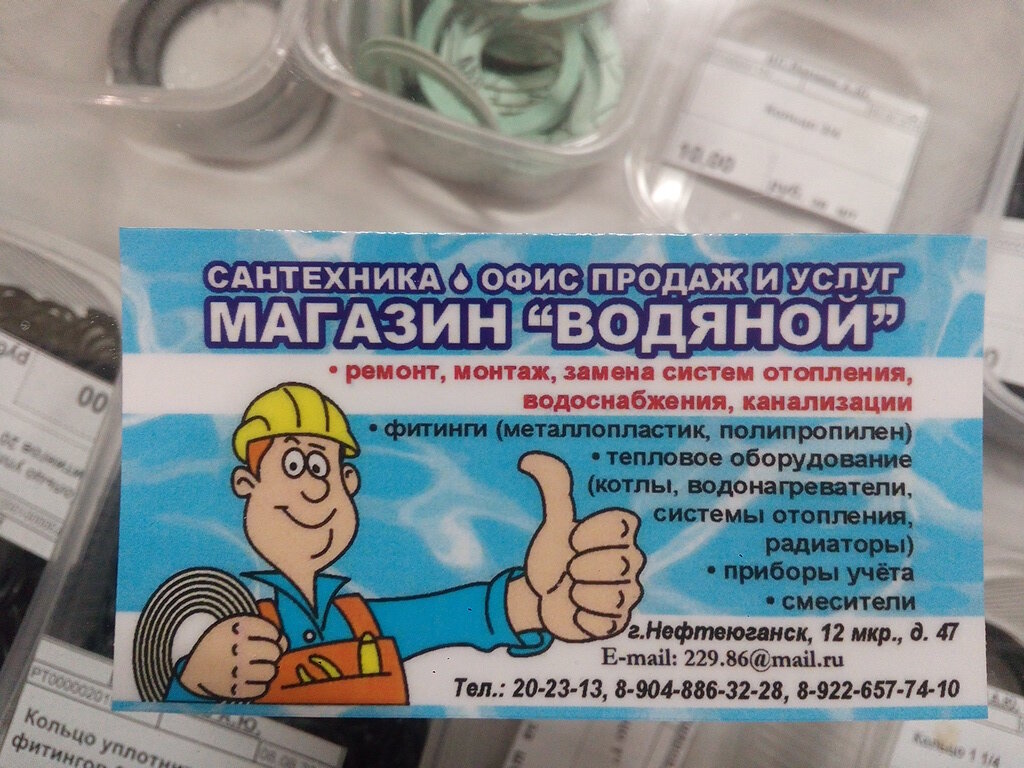 10.00
САНТЕХНИКА ОФИС ПРОДАЖ И УСЛУГ
МАГАЗИН “ВОДЯНОЙ”
• ремонт, монтаж, замена систем отопления,
водоснабжения, канализации
• фитинги (металлопластик, полипропилен)
• тепловое оборудование
(котлы, водонагреватели,
системы отопления,
радиаторы)
• приборы учёта
• смесители
г.Нефтеюганск, 12 мкр., д. 47
E-mail: 229.86@mail.ru
Тел.: 20-23-13, 8-904-886-32-28, 8-922-657-74-10
00
РТ00000201
Кольцо уплотн
фитингов
Кольцо 1 1/4